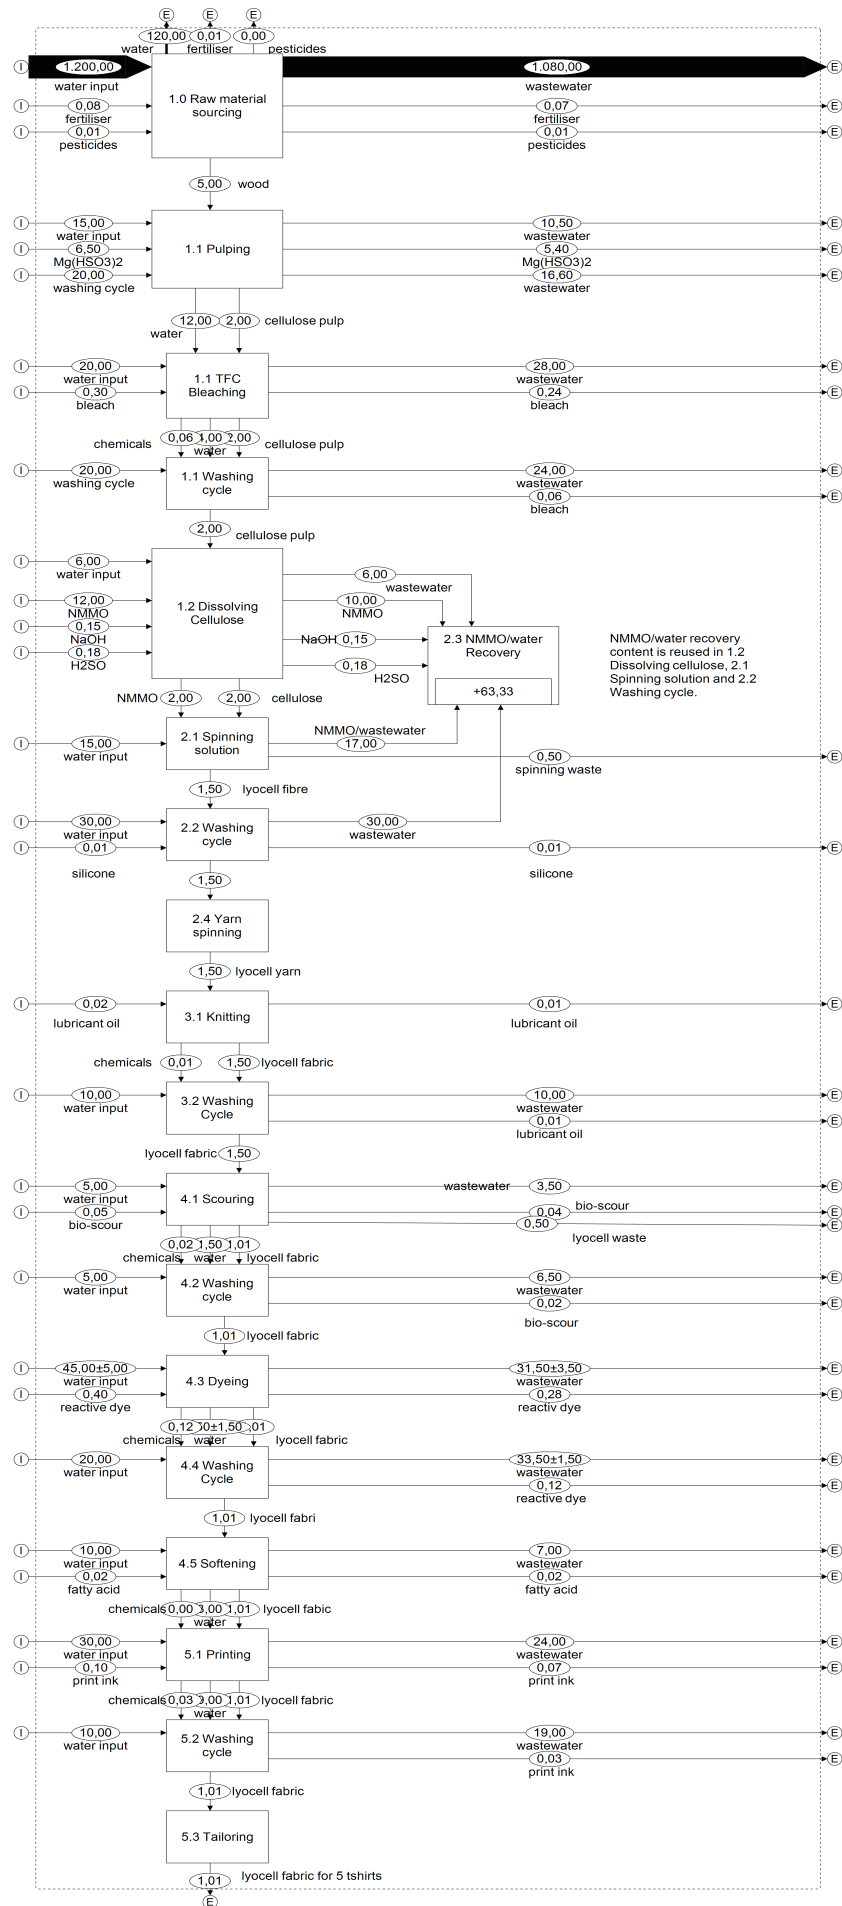 E E E
120,00 0,01 0,00
water fertiliser pesticides
I 1.200,00 1.080,00 E
water input wastewater
1.0 Raw material
sourcing
I 0,08 0,07 E
fertiliser fertiliser
I 0,01 0,01 E
pesticides pesticides
5,00 wood
I 15,00 10,50 E
water input wastewater
1.1 Pulping
I 6,50 5,40 E
Mg(HSO3)2 Mg(HSO3)2
I 20,00 16,60 E
washing cycle wastewater
12,00 2,00 cellulose pulp
water
I 20,00 28,00 E
water input wastewater
1.1 TFC
Bleaching
I 0,30 0,24 E
bleach bleach
chemicals 0,06 ,00 2,00 cellulose pulp
water
I 20,00 24,00 E
washing cycle wastewater
1.1 Washing
cycle
0,06 E
bleach
2,00 cellulose pulp
I 6,00 6,00
water input wastewater
I 12,00 10,00
NMMO NMMO
1.2 Dissolving
Cellulose
I 0,15 NaOH 0,15
NaOH
I 0,18 0,18
H2SO H2SO
2.3 NMMO/water
Recovery
+63,33
NMMO/water recovery
content is reused in 1.2
Dissolving cellulose, 2.1
Spinning solution and 2.2
Washing cycle.
NMMO 2,00 2,00 cellulose
2.1 Spinning
solution
NMMO/wastewater
I 15,00 17,00
water input
0,50 E
spinning waste
1,50 lyocell fibre
I 30,00 30,00
water input wastewater
2.2 Washing
cycle
I 0,01 0,01 E
silicone silicone
1,50
2.4 Yarn
spinning
1,50 lyocell yarn
I 0,02 0,01 E
3.1 Knitting
lubricant oil lubricant oil
chemicals 0,01 1,50 lyocell fabric
I 10,00 10,00 E
water input wastewater
3.2 Washing
Cycle
0,01 E
lubricant oil
lyocell fabric 1,50
I 5,00 wastewater 3,50 E
water input
4.1 Scouring
I 0,05 0,04 bio-scour E
bio-scour
0,50 E
lyocell waste
0,02 ,50 ,01
chemicals water lyocell fabric
I 5,00 6,50 E
water input wastewater
4.2 Washing
cycle
0,02 E
bio-scour
1,01 lyocell fabric
I 45,00±5,00 31,50±3,50 E
water input wastewater
4.3 Dyeing
I 0,40 0,28 E
reactive dye reactiv dye
0,12 50±1,50 ,01
chemicals water lyocell fabric
I 20,00 33,50±1,50 E
water input wastewater
4.4 Washing
Cycle
0,12 E
reactive dye
1,01 lyocell fabri
I 10,00 7,00 E
water input wastewater
4.5 Softening
I 0,02 0,02 E
fatty acid fatty acid
chemicals 0,00 ,00 1,01 lyocell fabic
water
I 30,00 24,00 E
water input wastewater
5.1 Printing
I 0,10 0,07 E
print ink print ink
chemicals 0,03 ,00 1,01 lyocell fabric
water
I 10,00 19,00 E
water input wastewater
5.2 Washing
cycle
0,03 E
print ink
1,01 lyocell fabric
5.3 Tailoring
1,01 lyocell fabric for 5 tshirts
E